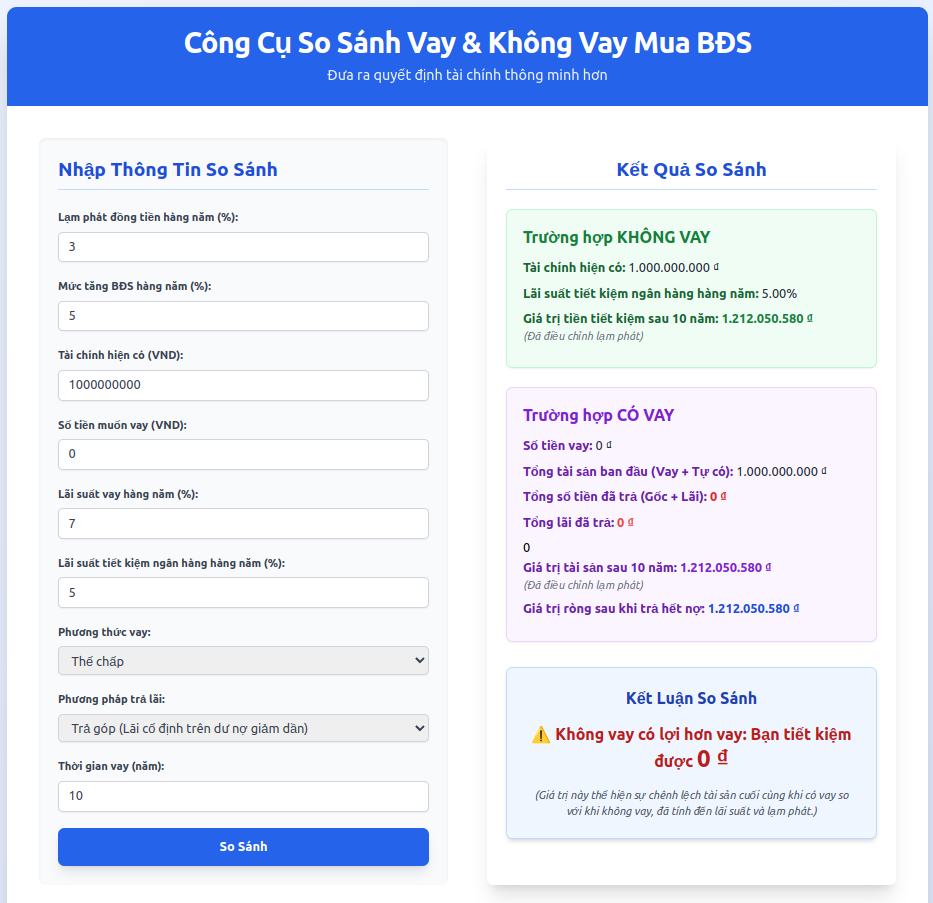 Công Cụ So Sánh Vay & Không Vay Mua BĐS
Đưa ra quyết định tài chính thông minh hơn
Nhập Thông Tin So Sánh
Lạm phát đồng tiền hàng năm (%):
3
Mức tăng BĐS hàng năm (%):
5
Tài chính hiện có (VND):
1000000000
Số tiền muốn vay (VND):
0
Lãi suất vay hàng năm (%):
7
Lãi suất tiết kiệm ngân hàng hàng năm (%):
5
Phương thức vay:
Thế chấp
Phương pháp trả lãi:
Trả góp (Lãi cố định trên dư nợ giảm dần)
Thời gian vay (năm):
10
So Sánh
Kết Quả So Sánh
Trường hợp KHÔNG VAY
Tài chính hiện có: 1.000.000.000 ₫
Lãi suất tiết kiệm ngân hàng hàng năm: 5.00%
Giá trị tiền tiết kiệm sau 10 năm: 1.212.050.580 ₫
(Đã điều chỉnh lạm phát)
Trường hợp CÓ VAY
Số tiền vay: 0 ₫
Tổng tài sản ban đầu (Vay + Tự có): 1.000.000.000 ₫
Tổng số tiền đã trả (Gốc + Lãi): 0 ₫
Tổng lãi đã trả: 0 ₫
0
Giá trị tài sản sau 10 năm: 1.212.050.580 ₫
(Đã điều chỉnh lạm phát)
Giá trị ròng sau khi trả hết nợ: 1.212.050.580 ₫
Kết Luận So Sánh
⚠️ Không vay có lợi hơn vay: Bạn tiết kiệm
được 0 ₫
(Giá trị này thể hiện sự chênh lệch tài sản cuối cùng khi có vay so
với khi không vay, đã tính đến lãi suất và lạm phát.)